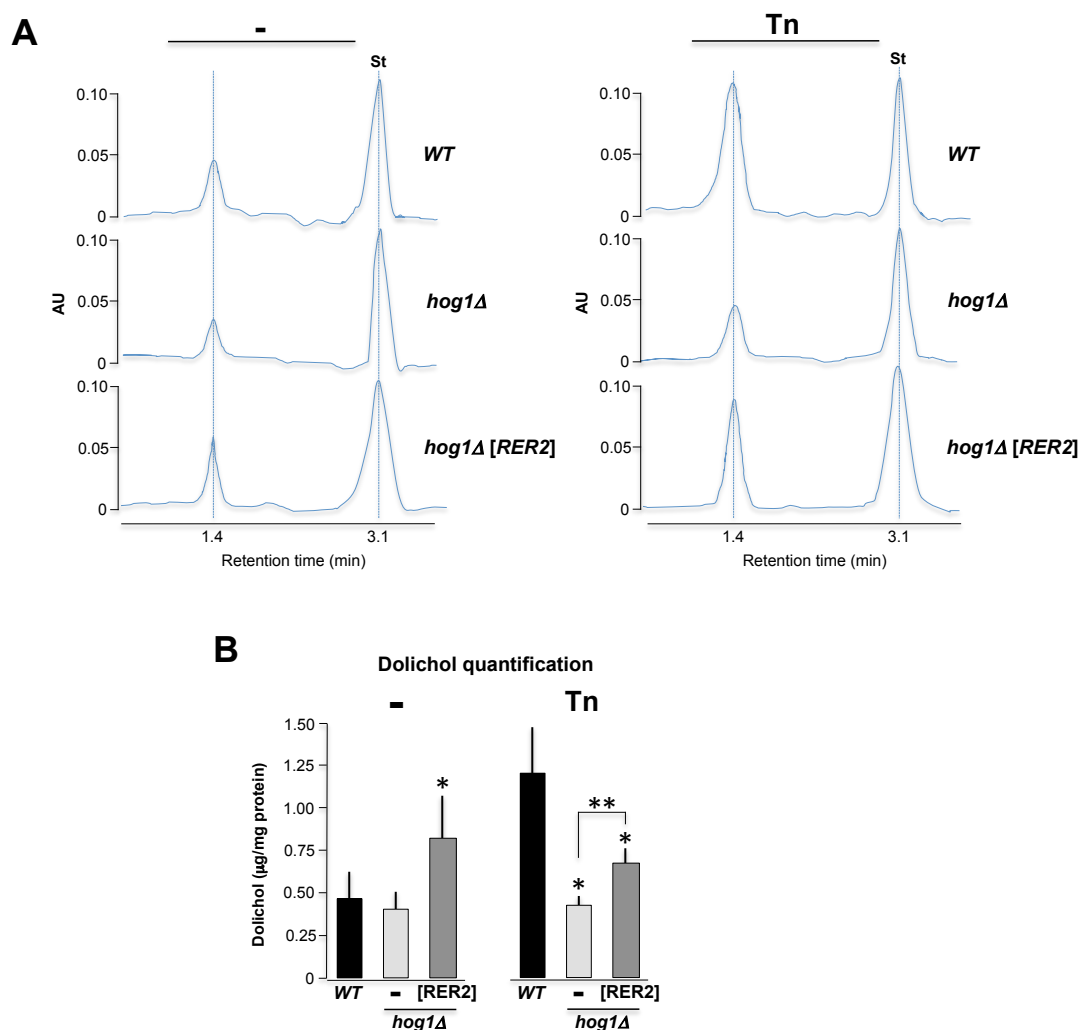 A
-
Tn
St
St
0.10
0.05
0
WT
0.10
0.05
0
WT
0.10
0.05
0
hog1Δ
0.10
0.05
0
hog1Δ
AU
AU
0.10
0.05
0
hog1Δ [RER2]
0.10
0.05
0
hog1Δ [RER2]
1.4
3.1
Retention time (min)
1.4
3.1
Retention time (min)
B
Dolichol quantification
-
Tn
Dolichol (µg/mg protein)
1.50
1.25
1.00
0.75
0.50
0.25
0
*
**
*
*
WT
-
[RER2]
hog1Δ
WT
-
[RER2]
hog1Δ